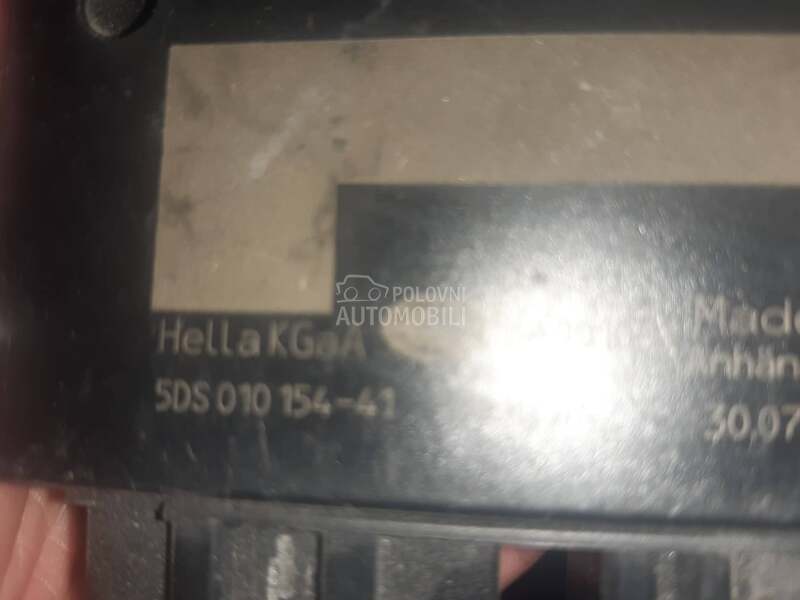 POLOVNI
AUTOMOBILI
Hella KGaA
Made
Anhän
5DS 010 154-41
30,07